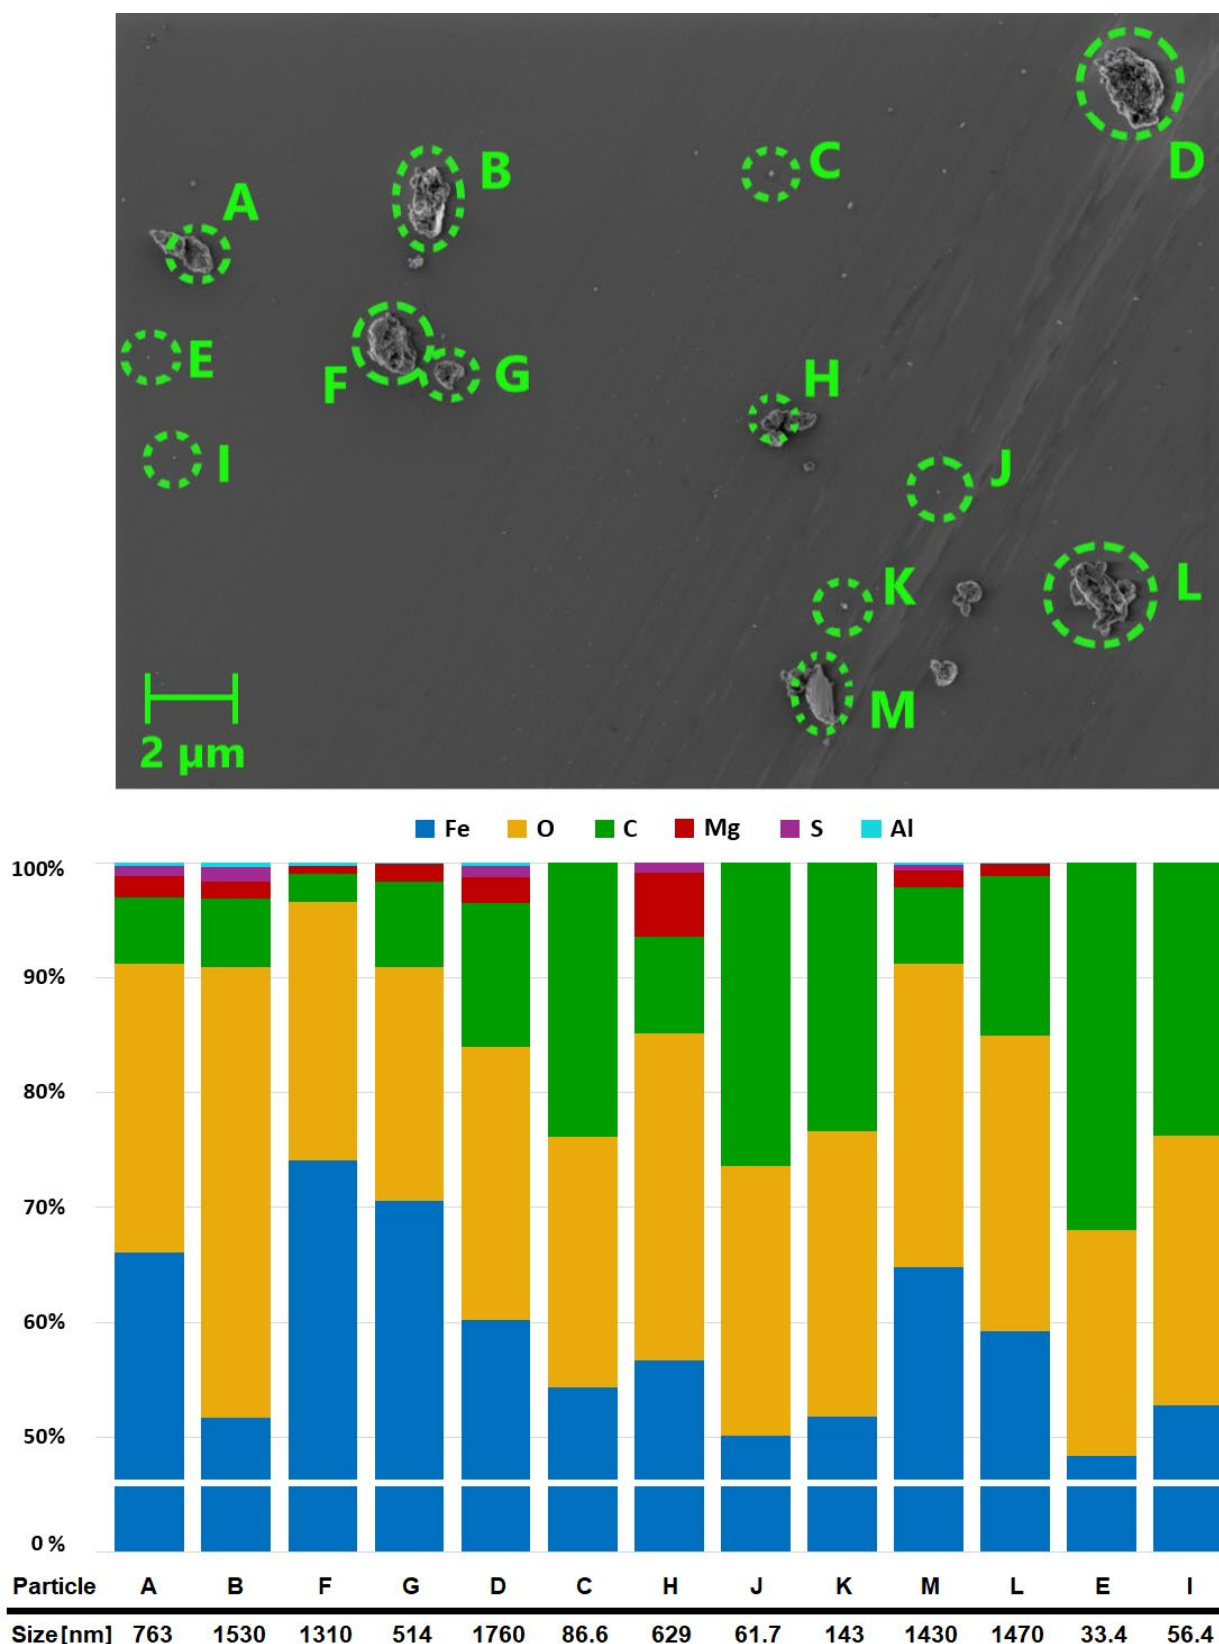 D
B
C
A
E
G
F
H
I
J
K
L
M
2 µm
Fe O C Mg S Al
100%
90%
80%
70%
60%
50%
0 %
Particle A B F G D C H J K M L E I
Size[nm] 763 1530 1310 514 1760 86.6 629 61.7 143 1430 1470 33.4 56.4